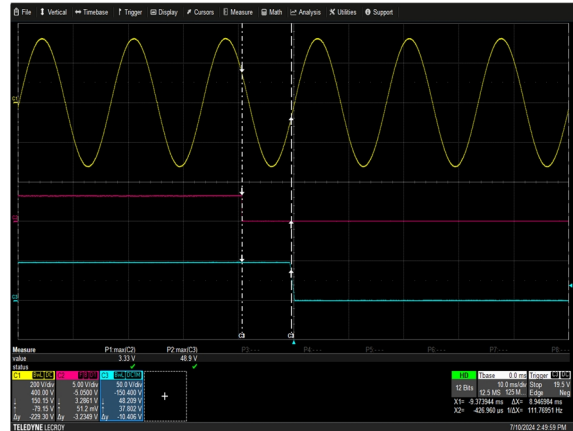 File Vertical Timebase Trigger Display Cursors Measure Math Analysis Utilities Support
C1
C2
C3
C3 C3
Measure P1:max(C2) P2:max(C3) P3:--- P4:--- P5:--- P6:--- P7:--- P8:---
value 3.33 V 48.9 V
status
C1 BwL DC C2 C3 BwL DC1M HD Tbase 0.0 ms Trigger C3 DC
200 V/div 5.00 V/div 50.0 V/div 12 Bits 10.0 ms/div Stop 19.5 V
400.00 V -5.0500 V -150.400 V 12.5 MS 125 M... Edge Neg
150.15 V 3.2861 V 48.209 V X1= -9.373944 ms ΔX= 8.946984 ms
-79.15 V 51.2 mV 37.802 V X2= -426.960 µs 1/ΔX= 111.76951 Hz
Δy -229.30 V Δy -3.2349 V Δy -10.406 V
TELEDYNE LECROY 7/10/2024 2:49:59 PM